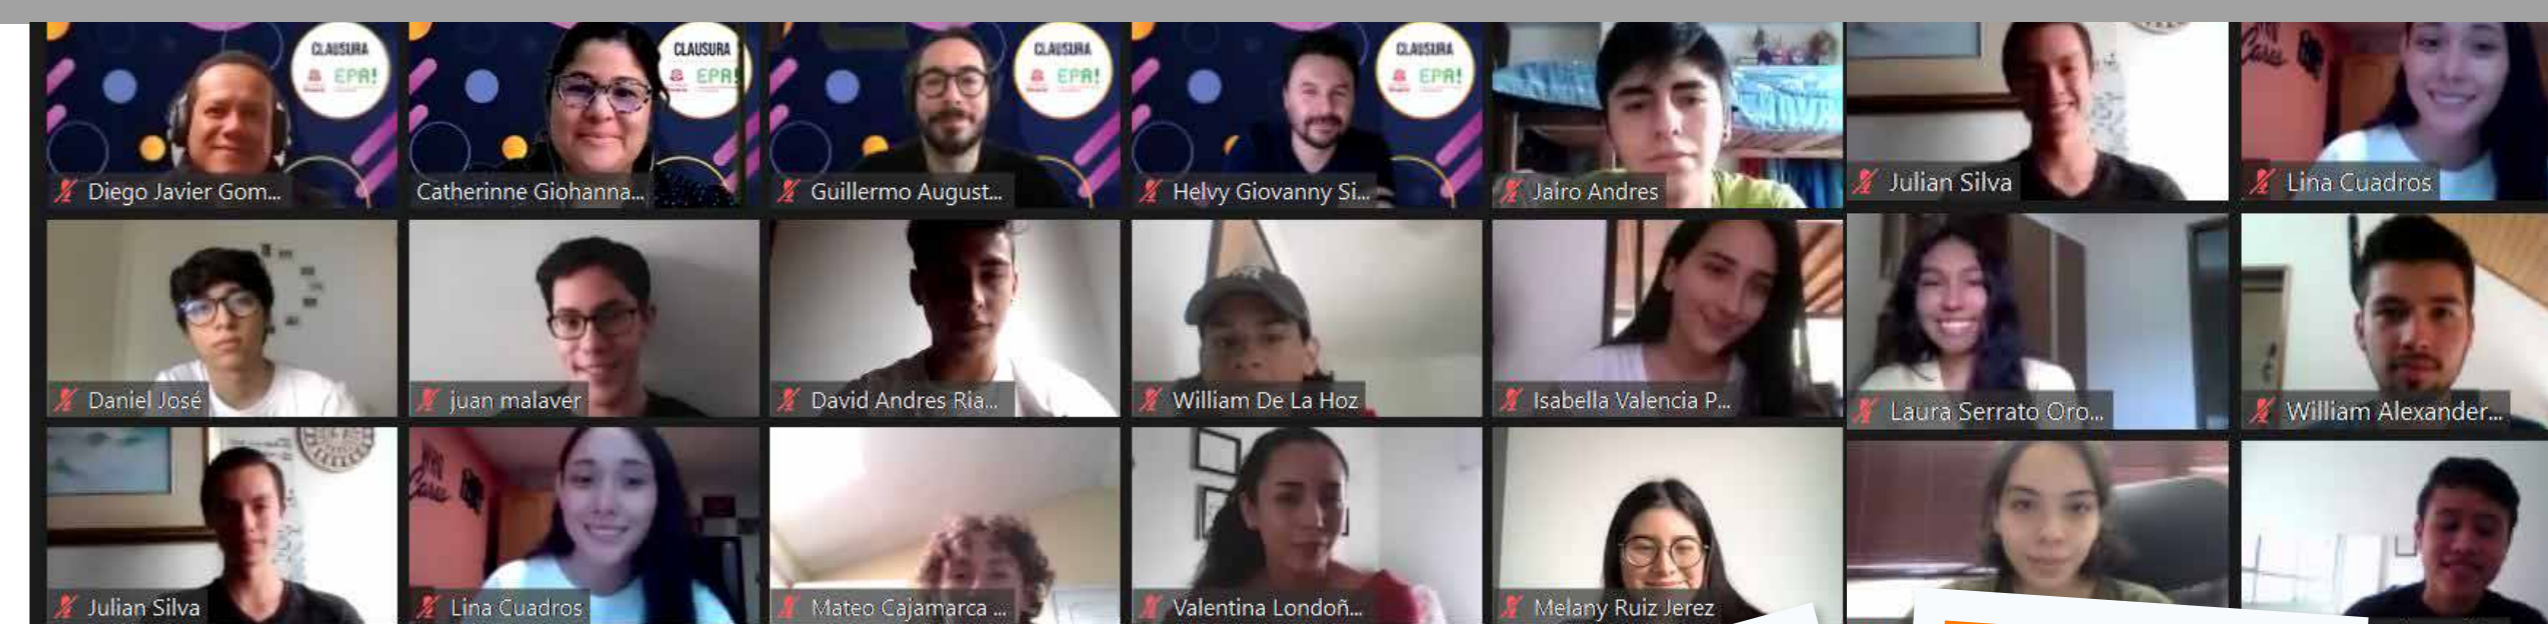 CLAUSURA
EPA!
CLAUSURA
EPA!
CLAUSURA
EPA!
CLAUSURA
EPA!
Diego Javier Gom...
Catherinne Giohanna...
Guillermo August...
Helvy Giovanny Si...
Jairo Andres
Julian Silva
Lina Cuadros
Daniel José
juan malaver
David Andres Ria...
William De La Hoz
Isabella Valencia P...
Laura Serrato Oro...
William Alexander...
Julian Silva
Lina Cuadros
Mateo Cajamarca ...
Valentina Londoñ...
Melany Ruiz Jerez